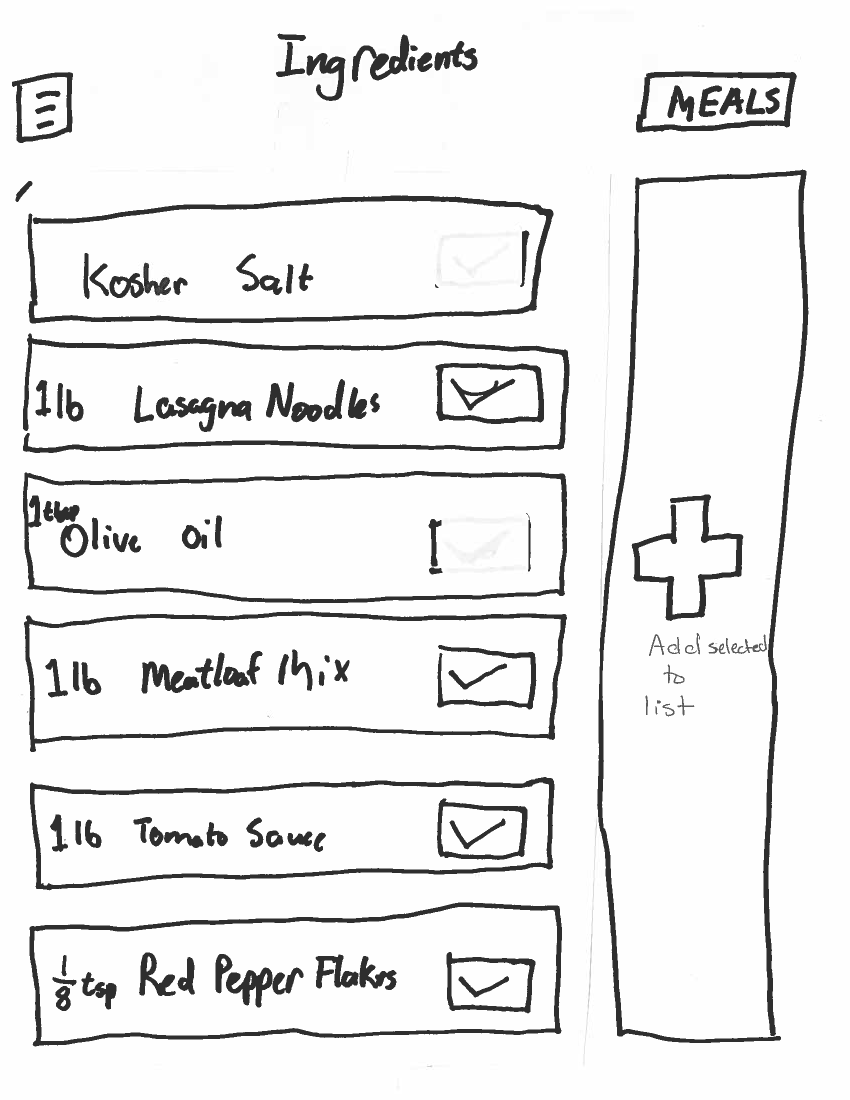 Ingredients
MEALS
Kosher Salt
1lb Lasagna Noodles
1tbsp
Olive oil
1lb Meatloaf Mix
1lb Tomato Sauce
1/8 tsp Red Pepper Flakes
Add selected
to
list